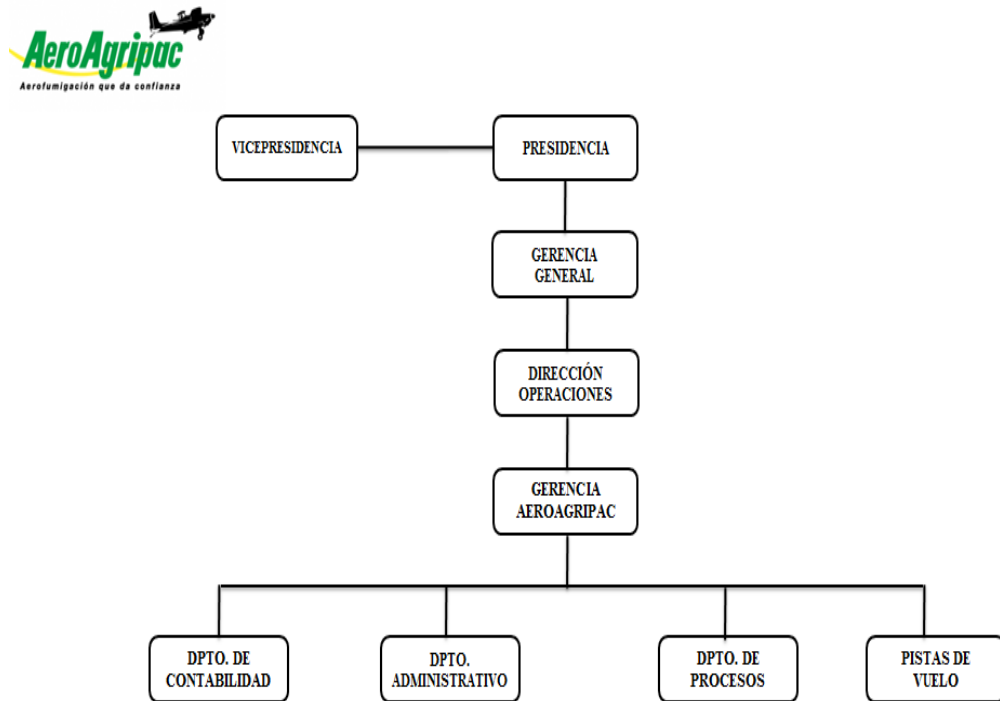 AeroAgripac
Aerofumigación que da confianza
VICEPRESIDENCIA
PRESIDENCIA
GERENCIA
GENERAL
DIRECCIÓN
OPERACIONES
GERENCIA
AEROAGRIPAC
DPTO. DE
CONTABILIDAD
DPTO.
ADMINISTRATIVO
DPTO. DE
PROCESOS
PISTAS DE
VUELO